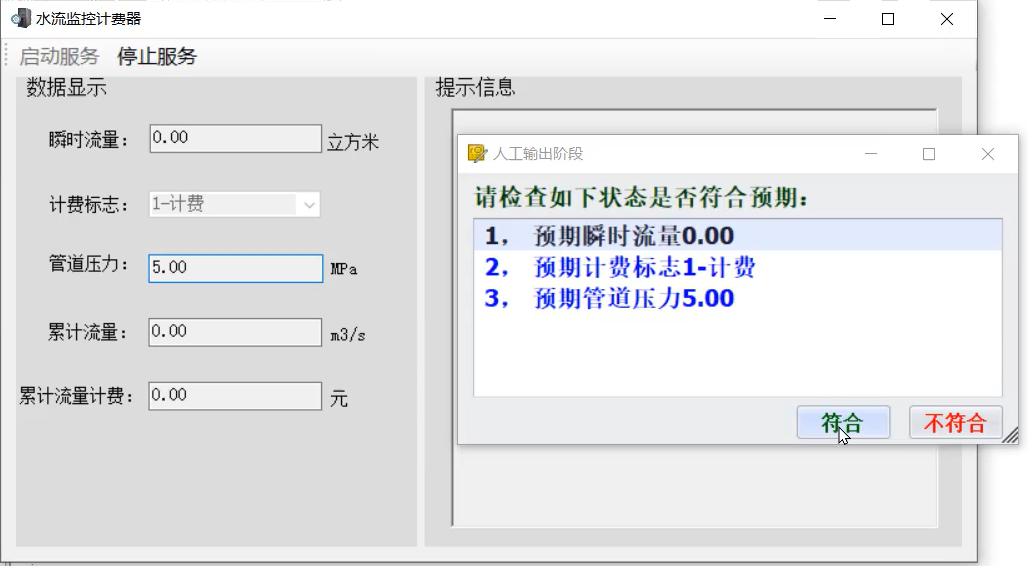 水流监控计费器
启动服务 停止服务
数据显示
瞬时流量： 0.00 立方米
计费标志： 1-计费
管道压力： 5.00 MPa
累计流量： 0.00 m3/s
累计流量计费： 0.00 元
提示信息
人工输出阶段
请检查如下状态是否符合预期：
1， 预期瞬时流量0.00
2， 预期计费标志1-计费
3， 预期管道压力5.00
符合 不符合